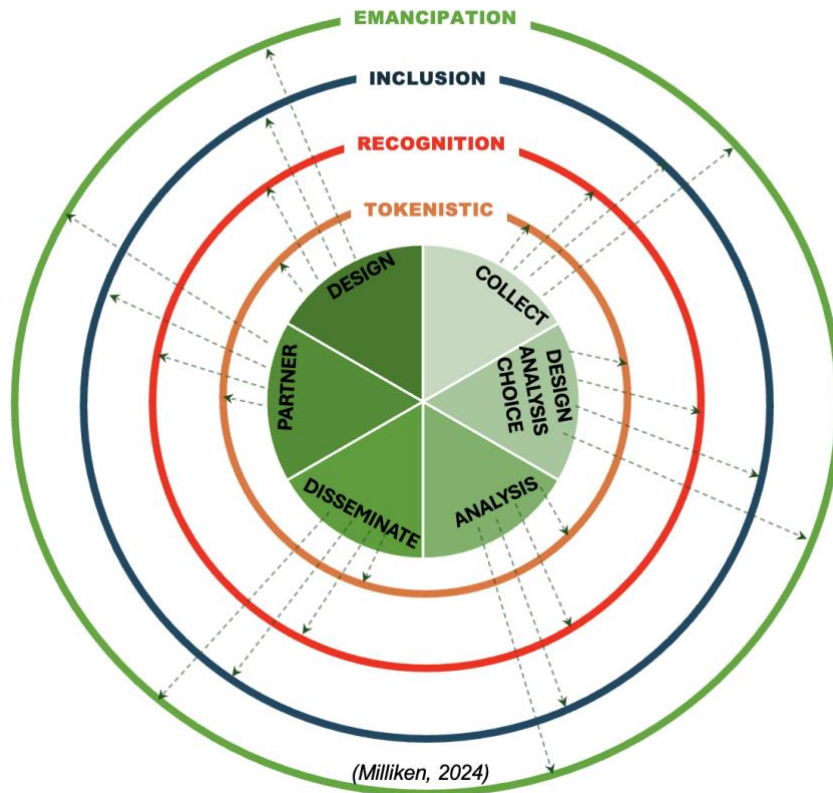 EMANCIPATION
INCLUSION
RECOGNITION
TOKENISTIC
DESIGN
COLLECT
PARTNER
DESIGN
ANALYSIS
CHOICE
DISSEMINATE
ANALYSIS
(Milliken, 2024)